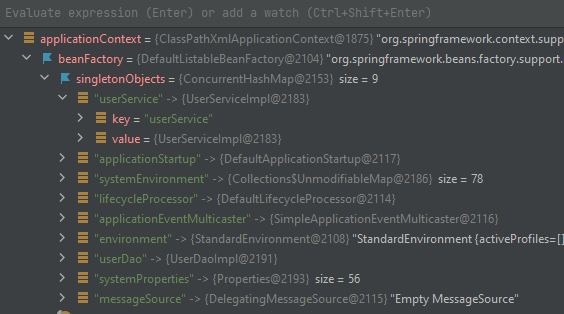 Evaluate expression (Enter) or add a watch (Ctrl+Shift+Enter)
applicationContext = {ClassPathXmlApplicationContext@1875} "org.springframework.context.supp
beanFactory = {DefaultListableBeanFactory@2104} "org.springframework.beans.factory.support.
singletonObjects = {ConcurrentHashMap@2153} size = 9
"userService" -> {UserServiceImpl@2183}
key = "userService"
value = {UserServiceImpl@2183}
"applicationStartup" -> {DefaultApplicationStartup@2117}
"systemEnvironment" -> {Collections$UnmodifiableMap@2186} size = 78
"lifecycleProcessor" -> {DefaultLifecycleProcessor@2114}
"applicationEventMulticaster" -> {SimpleApplicationEventMulticaster@2116}
"environment" -> {StandardEnvironment@2108} "StandardEnvironment {activeProfiles=[]
"userDao" -> {UserDaoImpl@2191}
"systemProperties" -> {Properties@2193} size = 56
"messageSource" -> {DelegatingMessageSource@2115} "Empty MessageSource"